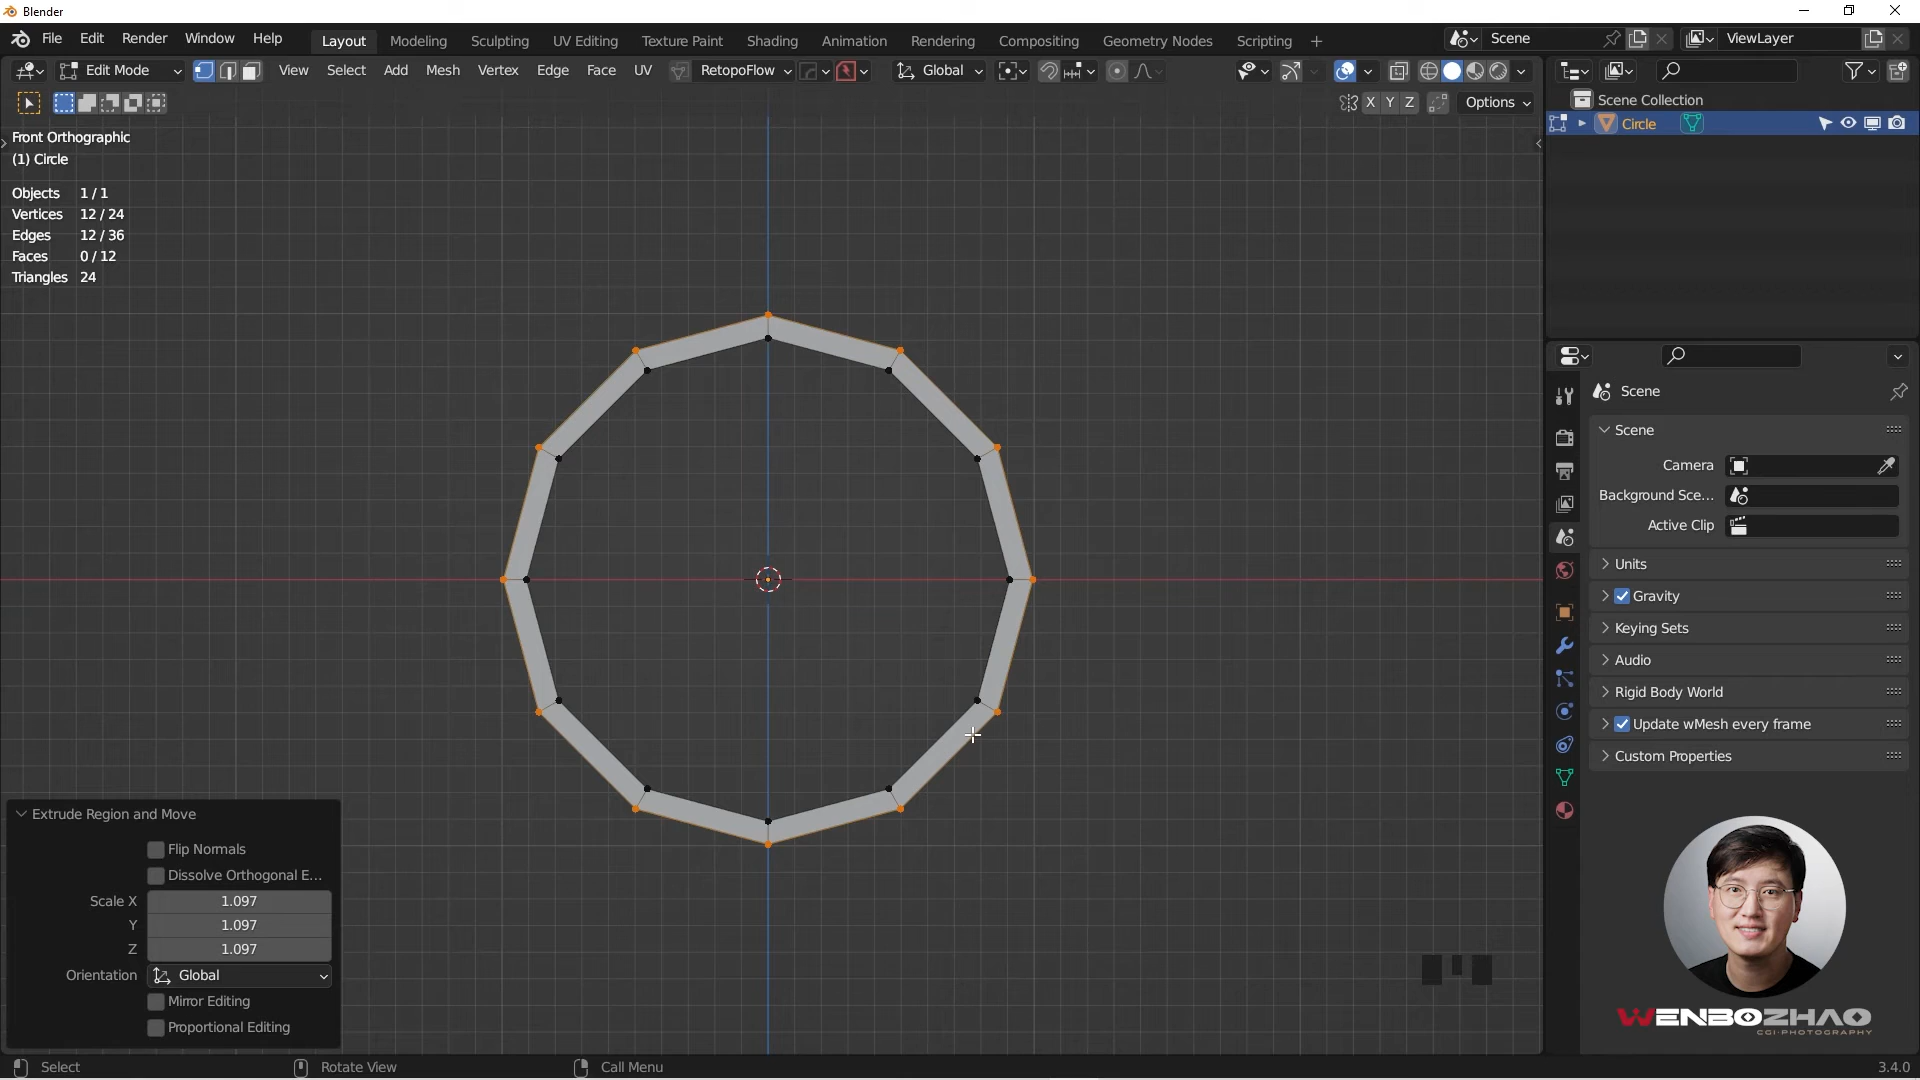 Blender
File Edit Render Window Help
Layout Modeling Sculpting UV Editing Texture Paint Shading Animation Rendering Compositing Geometry Nodes Scripting
Scene
ViewLayer
Edit Mode
View Select Add Mesh Vertex Edge Face UV
RetopoFlow
Global
X Y Z
Options
Front Orthographic
(1) Circle
Objects 1 / 1
Vertices 12 / 24
Edges 12 / 36
Faces 0 / 12
Triangles 24
Scene Collection
Circle
Scene
Scene
Camera
Background Sce...
Active Clip
Units
Gravity
Keying Sets
Audio
Rigid Body World
Update wMesh every frame
Custom Properties
Extrude Region and Move
Flip Normals
Dissolve Orthogonal E...
Scale X 1.097
Y 1.097
Z 1.097
Orientation Global
Mirror Editing
Proportional Editing
WENBOZHAO
CGI·PHOTOGRAPHY
Select
Rotate View
Call Menu
3.4.0